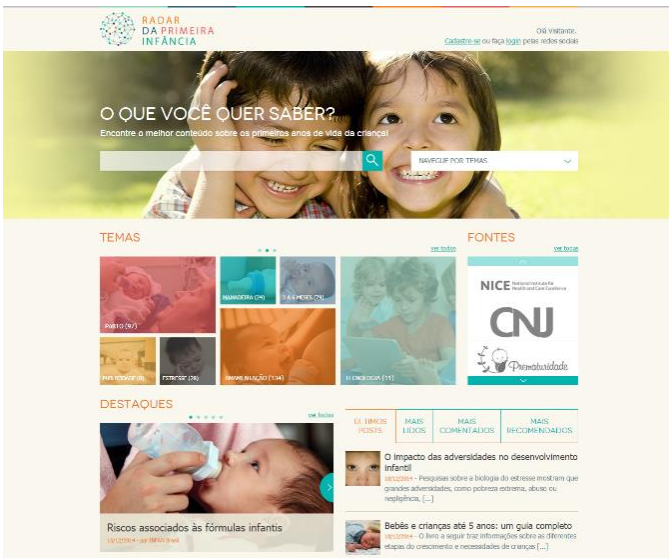 RADAR
DA PRIMEIRA
INFÂNCIA
Olá Visitante.
Cadastre-se ou faça login pelas redes sociais
O QUE VOCÊ QUER SABER?
Encontre o melhor conteúdo sobre os primeiros anos de vida da criança!
NAVEGUE POR TEMAS
TEMAS
ver todos
PARTO (97)
MAMADEIRA (24)
3 A 6 MESES (29)
ESTRESSE (28)
AMAMENTAÇÃO (134)
TECNOLOGIA (11)
FONTES
ver todas
NICE National Institute for
Health and Care Excellence
CNJ
Prematuridade
DESTAQUES
ver todos
Riscos associados às fórmulas infantis
ÚLTIMOS
POSTS
MAIS
LIDOS
MAIS
COMENTADOS
MAIS
RECOMENDADOS
O impacto das adversidades no desenvolvimento
infantil
18/12/2014 - Pesquisas sobre a biologia do estresse mostram que
grandes adversidades, como pobreza extrema, abuso ou
negligência, [...]
Bebês e crianças até 5 anos: um guia completo
- O livro a seguir traz informações sobre as diferentes
etapas do crescimento e necessidades de crianças [...]